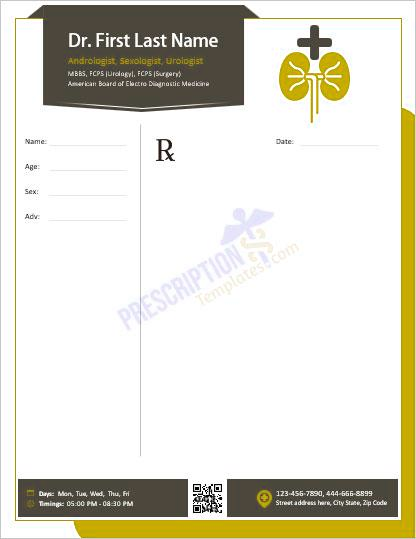 Dr. First Last Name
Andrologist, Sexologist, Urologist
MBBS, FCPS (Urology), FCPS (Surgery)
American Board of Electro Diagnostic Medicine
Name:
Age:
Sex:
Adv:
℞
Date:
PRESCRIPTION
Templates.com
Days: Mon, Tue, Wed, Thu, Fri
Timings: 05:00 PM - 08:30 PM
123-456-7890, 444-666-8899
Street address here, City State, Zip Code